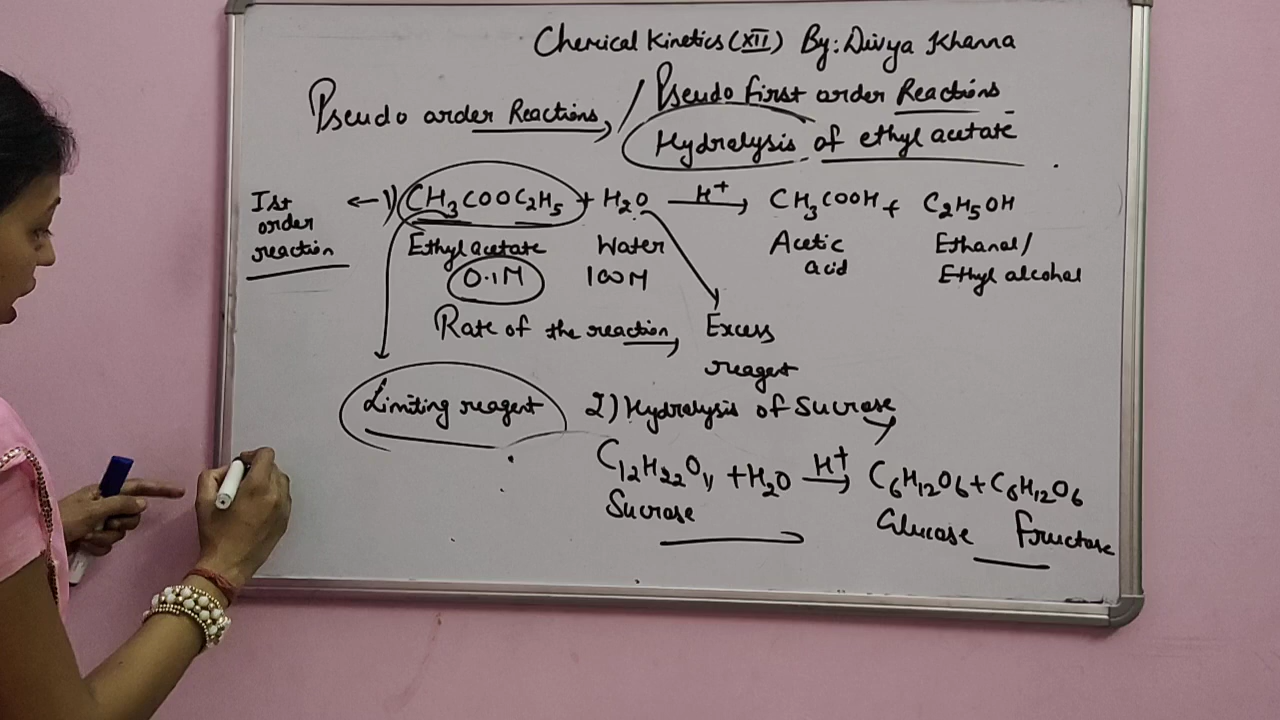 Chemical Kinetics (XII) By: Divya Khanna
Pseudo order Reactions, / Pseudo first order Reactions
Hydrolysis of ethyl acetate
Ist order reaction ← 1) CH₃COOC₂H₅ + H₂O H⁺→ CH₃COOH + C₂H₅OH
Ethyl acetate Water Acetic acid Ethanol/ Ethyl alcohol
0.1M 100M
Rate of the reaction, Excess reagent
Limiting reagent
2) Hydrolysis of Sucrose
C₁₂H₂₂O₁₁ + H₂O H⁺→ C₆H₁₂O₆ + C₆H₁₂O₆
Sucrose Glucose fructose